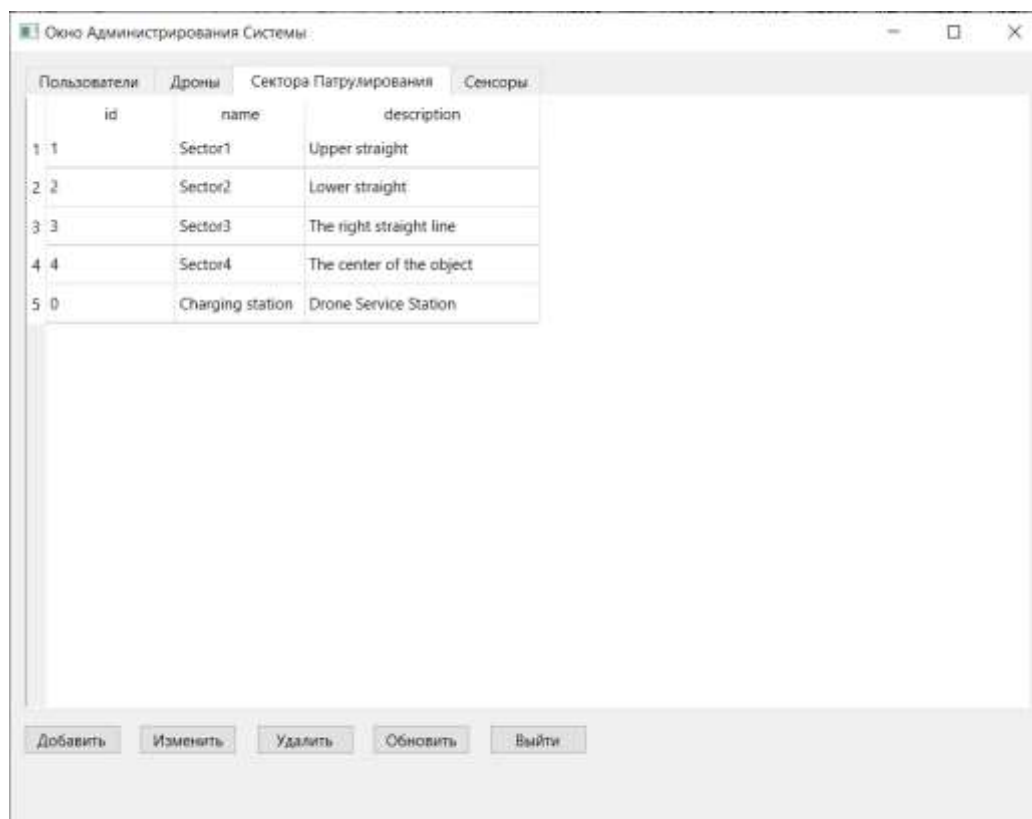 Окно Администрирования Системы
Пользователи Дроны Сектора Патрулирования Сенсоры
id name description
1 1 Sector1 Upper straight
2 2 Sector2 Lower straight
3 3 Sector3 The right straight line
4 4 Sector4 The center of the object
5 0 Charging station Drone Service Station
Добавить Изменить Удалить Обновить Выйти